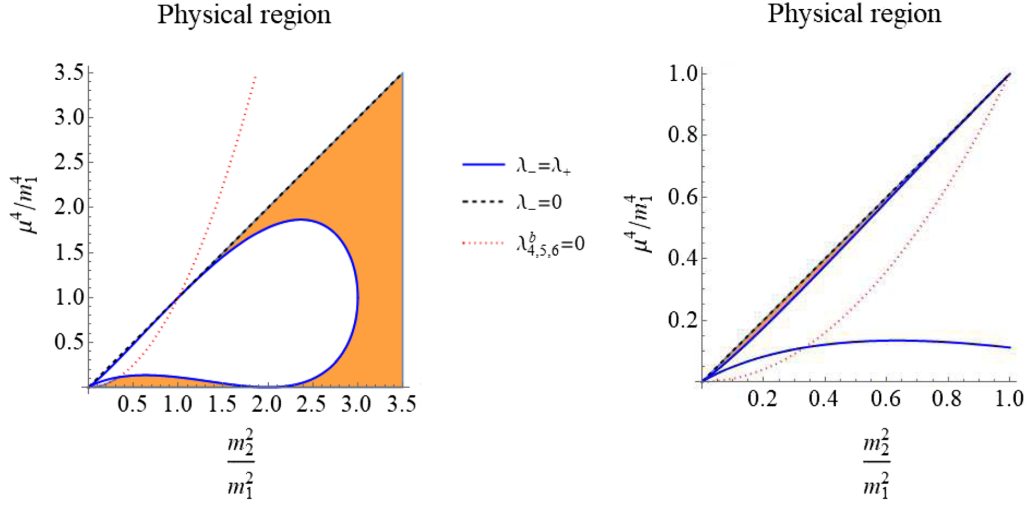 Physical region
3.5
3.0
2.5
2.0
1.5
1.0
0.5
0.5 1.0 1.5 2.0 2.5 3.0 3.5
μ⁴/m₁⁴
m₂²
m₁²
λ₋=λ₊
λ₋=0
λᵇ₄,₅,₆=0
Physical region
1.0
0.8
0.6
0.4
0.2
0.2 0.4 0.6 0.8 1.0
μ⁴/m₁⁴
m₂²
m₁²